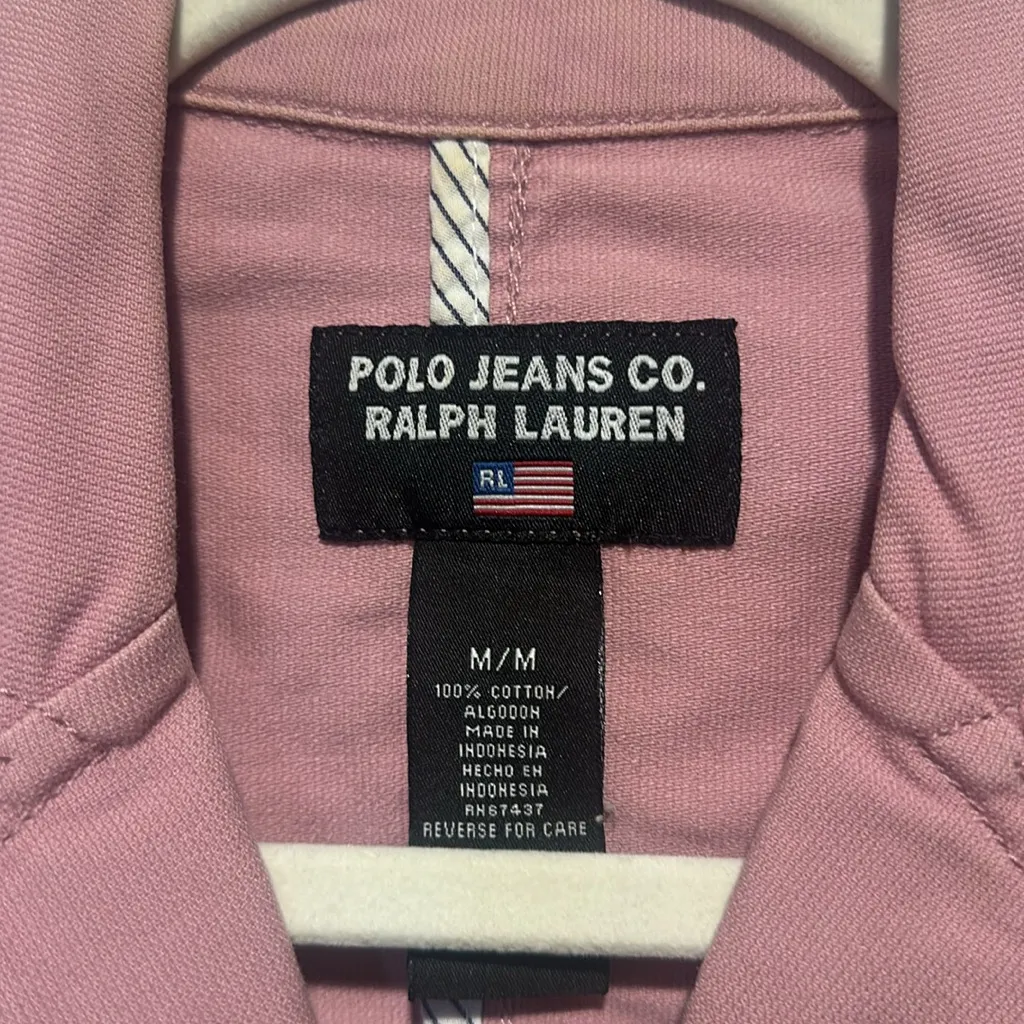 POLO JEANS CO.
RALPH LAUREN
RL
M/M
100% COTTON/
ALGODON
MADE IN
INDONESIA
HECHO EN
INDONESIA
RN67437
REVERSE FOR CARE